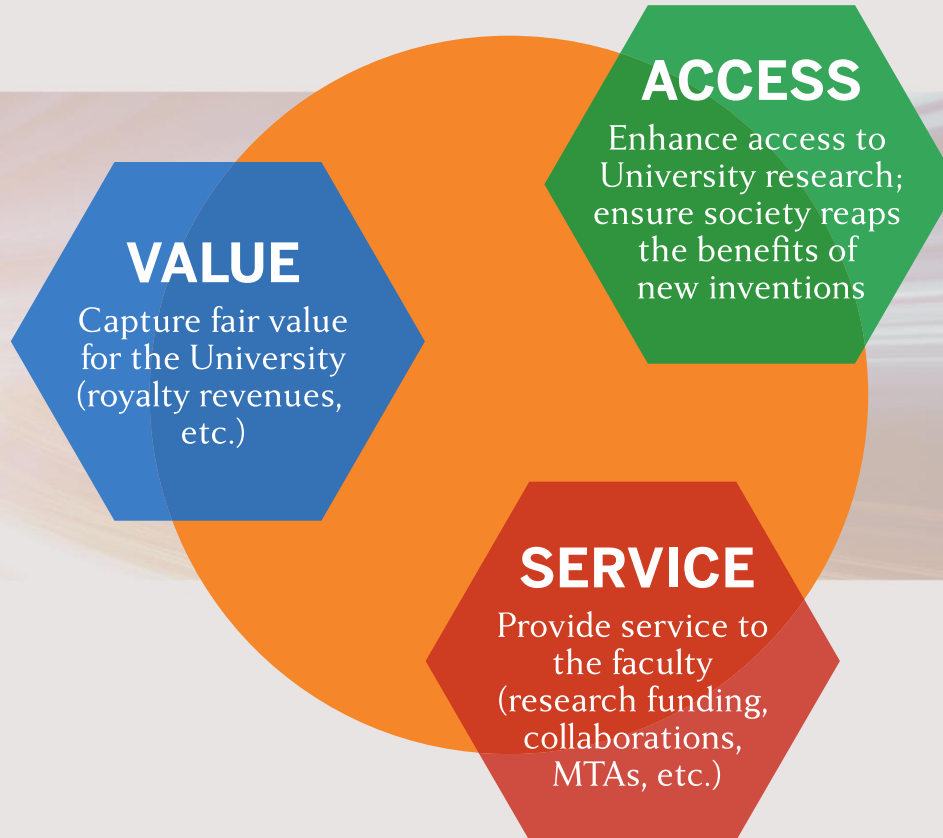 ACCESS
Enhance access to
University research;
ensure society reaps
the benefits of
new inventions
VALUE
Capture fair value
for the University
(royalty revenues,
etc.)
SERVICE
Provide service to
the faculty
(research funding,
collaborations,
MTAs, etc.)